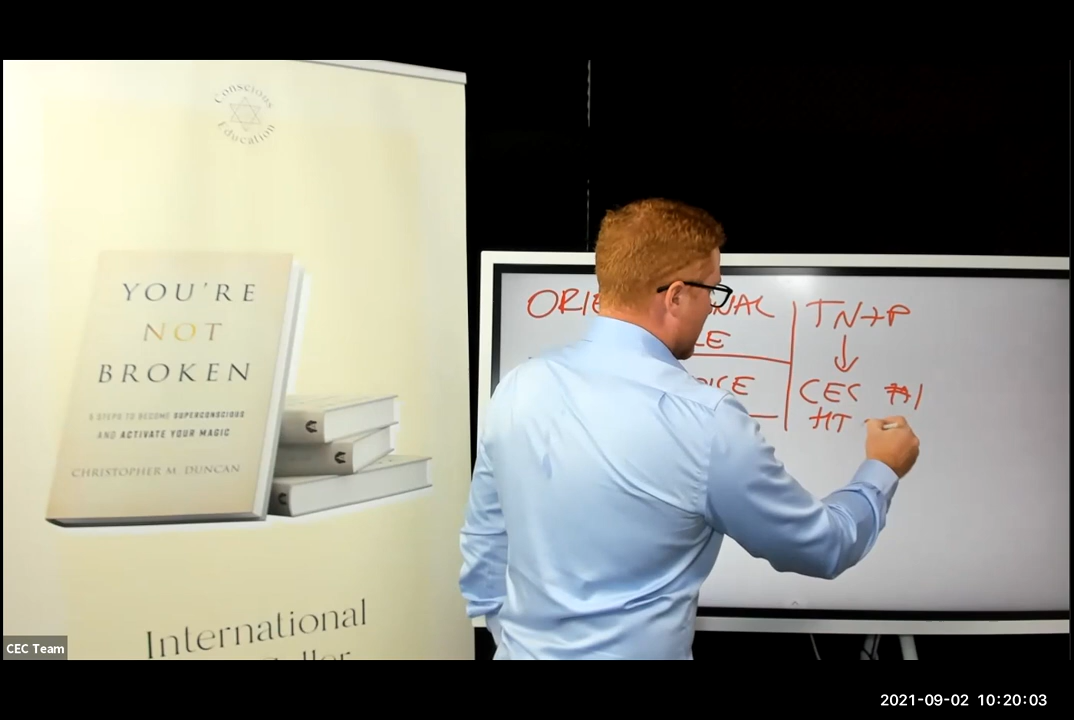 Conscious
Education
YOU'RE
NOT
BROKEN
5 STEPS TO BECOME SUPERCONSCIOUS
AND ACTIVATE YOUR MAGIC
CHRISTOPHER M. DUNCAN
International
CEC Team
TN→P
CEC #1
HT
2021-09-02 10:20:03